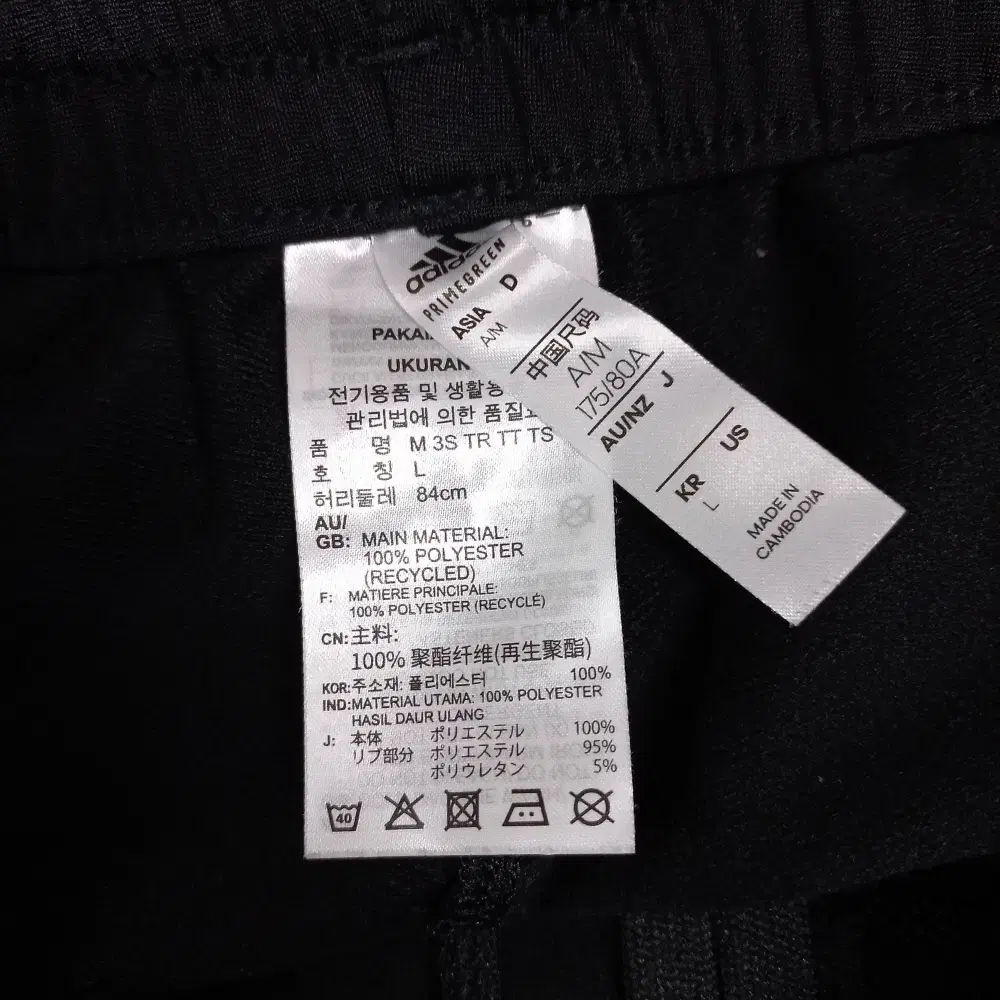 adidas
PRIMEGREEN
ASIA D
A/M
中国尺码
A/M
175/80A
AU/NZ J
KR US
L
MADE IN
CAMBODIA
UKURAN
전기용품 및 생활용
관리법에 의한
품 명 M 3S TR TT TS
호 칭 L
허리둘레 84cm
AU/
GB: MAIN MATERIAL:
100% POLYESTER
(RECYCLED)
F: MATIERE PRINCIPALE:
100% POLYESTER (RECYCLÉ)
CN: 主料:
100% 聚酯纤维(再生聚酯)
KOR: 주소재: 폴리에스터 100%
IND: MATERIAL UTAMA: 100% POLYESTER
HASIL DAUR ULANG
J: 本体 ポリエステル 100%
リブ部分 ポリエステル 95%
ポリウレタン 5%
40